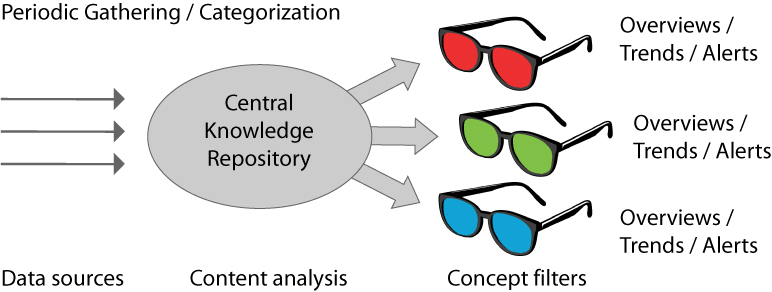 Periodic Gathering / Categorization
Central
Knowledge
Repository
Overviews /
Trends / Alerts
Overviews /
Trends / Alerts
Overviews /
Trends / Alerts
Data sources
Content analysis
Concept filters